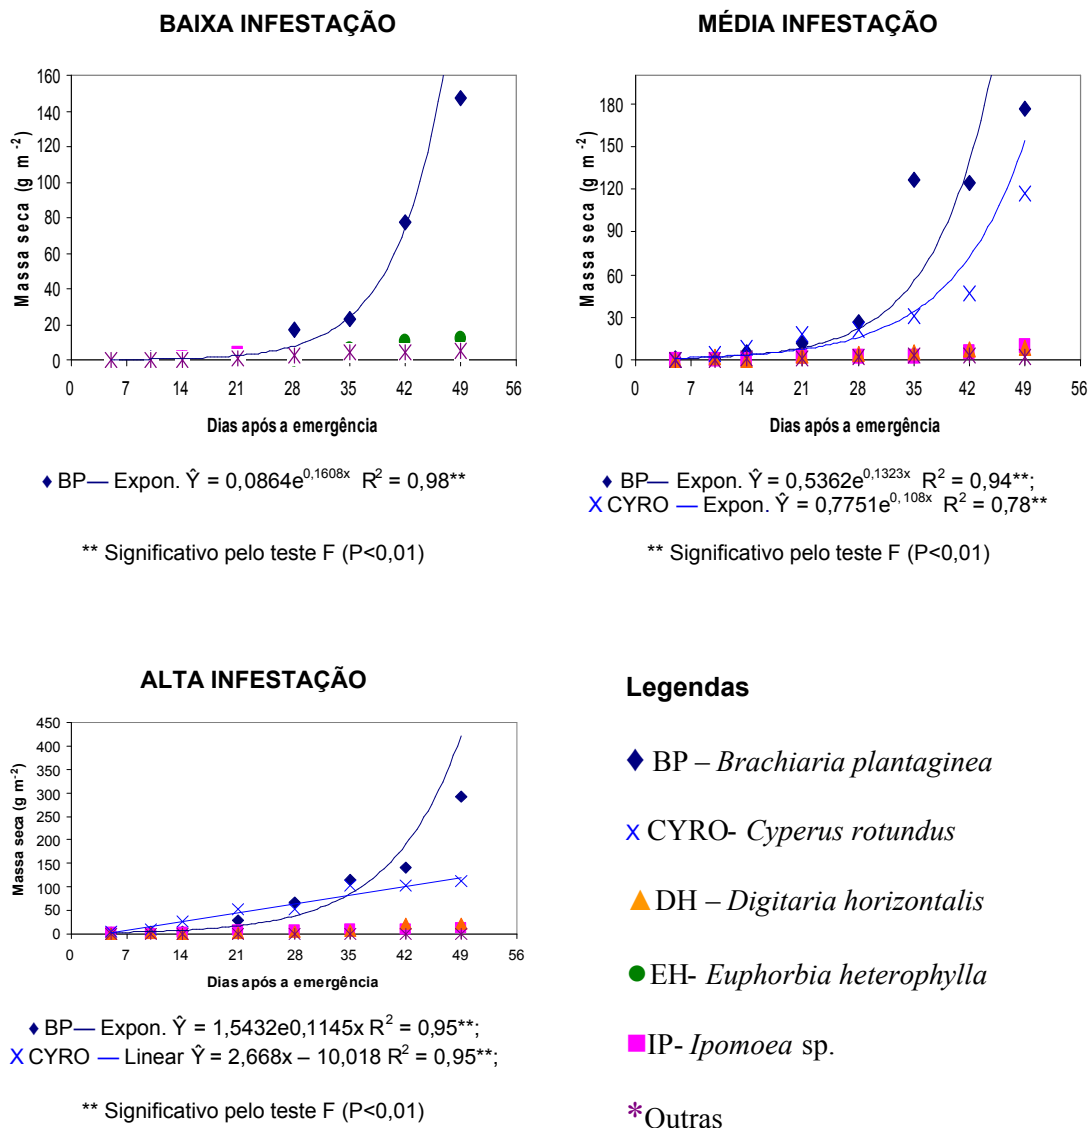 BAIXA INFESTAÇÃO
160
140
120
100
80
60
40
20
0
Massa seca (g m⁻²)
0 7 14 21 28 35 42 49 56
Dias após a emergência
♦ BP— Expon. Ŷ = 0,0864e^0,1608x R² = 0,98**
** Significativo pelo teste F (P<0,01)
MÉDIA INFESTAÇÃO
180
150
120
90
60
30
0
Massa seca (g m⁻²)
0 7 14 21 28 35 42 49 56
Dias após a emergência
♦ BP— Expon. Ŷ = 0,5362e^0,1323x R² = 0,94**;
X CYRO — Expon. Ŷ = 0,7751e^0,108x R² = 0,78**
** Significativo pelo teste F (P<0,01)
ALTA INFESTAÇÃO
450
400
350
300
250
200
150
100
50
0
Massa seca (g m⁻²)
0 7 14 21 28 35 42 49 56
Dias após a emergência
♦ BP— Expon. Ŷ = 1,5432e0,1145x R² = 0,95**;
X CYRO — Linear Ŷ = 2,668x – 10,018 R² = 0,95**;
** Significativo pelo teste F (P<0,01)
Legendas
♦ BP – Brachiaria plantaginea
x CYRO- Cyperus rotundus
▲ DH – Digitaria horizontalis
● EH- Euphorbia heterophylla
■ IP- Ipomoea sp.
*Outras